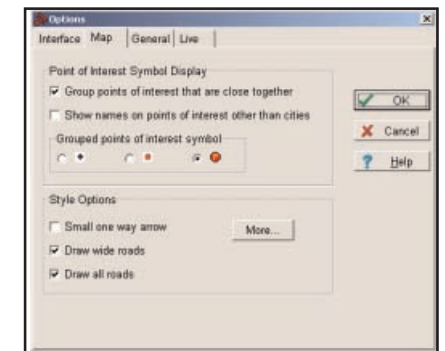 Options
Interface Map General Live
Point of Interest Symbol Display
Group points of interest that are close together
Show names on points of interest other than cities
Grouped points of interest symbol
OK
Cancel
Help
Style Options
Small one way arrow
More...
Draw wide roads
Draw all roads